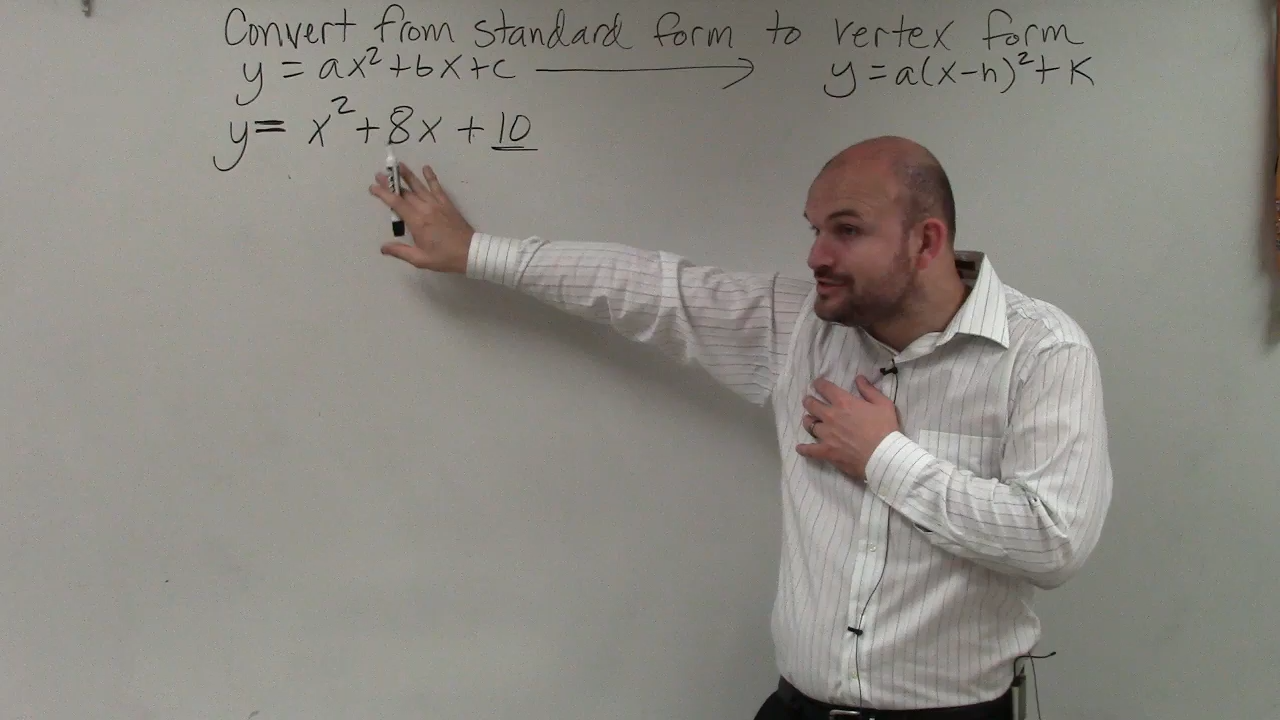 Convert from standard form to vertex form
y = ax² + bx + c ⟶ y = a(x-h)² + k
y = x² + 8x + 10